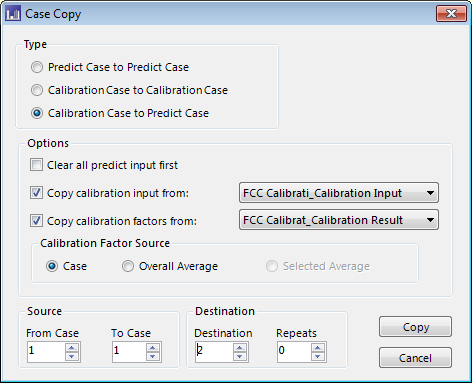 Case Copy
Type
Predict Case to Predict Case
Calibration Case to Calibration Case
Calibration Case to Predict Case
Options
Clear all predict input first
Copy calibration input from: FCC Calibrati_Calibration Input
Copy calibration factors from: FCC Calibrat_Calibration Result
Calibration Factor Source
Case Overall Average Selected Average
Source Destination
From Case To Case Destination Repeats Copy
1 1 2 0
Cancel